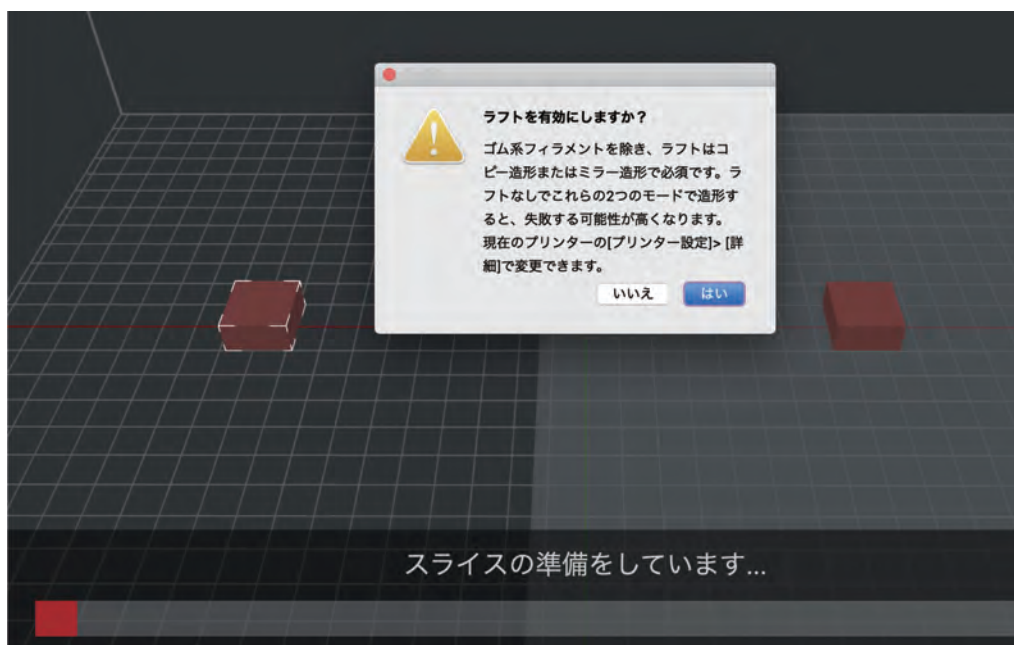 ラフトを有効にしますか？
ゴム系フィラメントを除き、ラフトはコ
ピー造形またはミラー造形で必須です。ラ
フトなしでこれらの2つのモードで造形す
ると、失敗する可能性が高くなります。
現在のプリンターの[プリンター設定]> [詳
細]で変更できます。
いいえ はい
スライスの準備をしています...